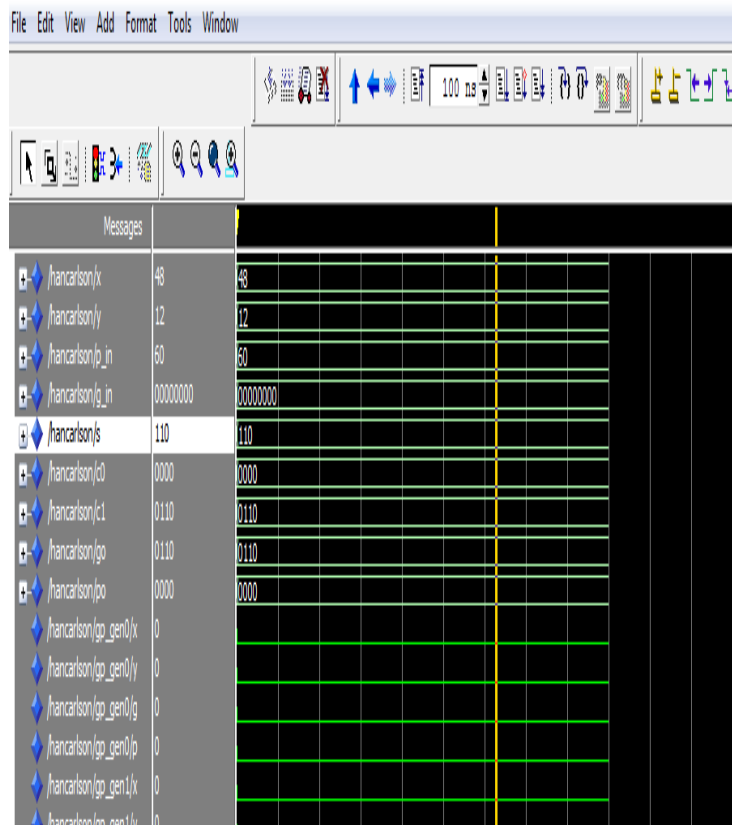 File Edit View Add Format Tools Window
100 ns
Messages
/hancarlson/x 48 48
/hancarlson/y 12 12
/hancarlson/p_in 60 60
/hancarlson/g_in 00000000 00000000
/hancarlson/s 110 110
/hancarlson/c0 0000 0000
/hancarlson/c1 0110 0110
/hancarlson/go 0110 0110
/hancarlson/po 0000 0000
/hancarlson/gp_gen0/x 0
/hancarlson/gp_gen0/y 0
/hancarlson/gp_gen0/g 0
/hancarlson/gp_gen0/p 0
/hancarlson/gp_gen1/x 0
/hancarlson/gp_gen1/y 0